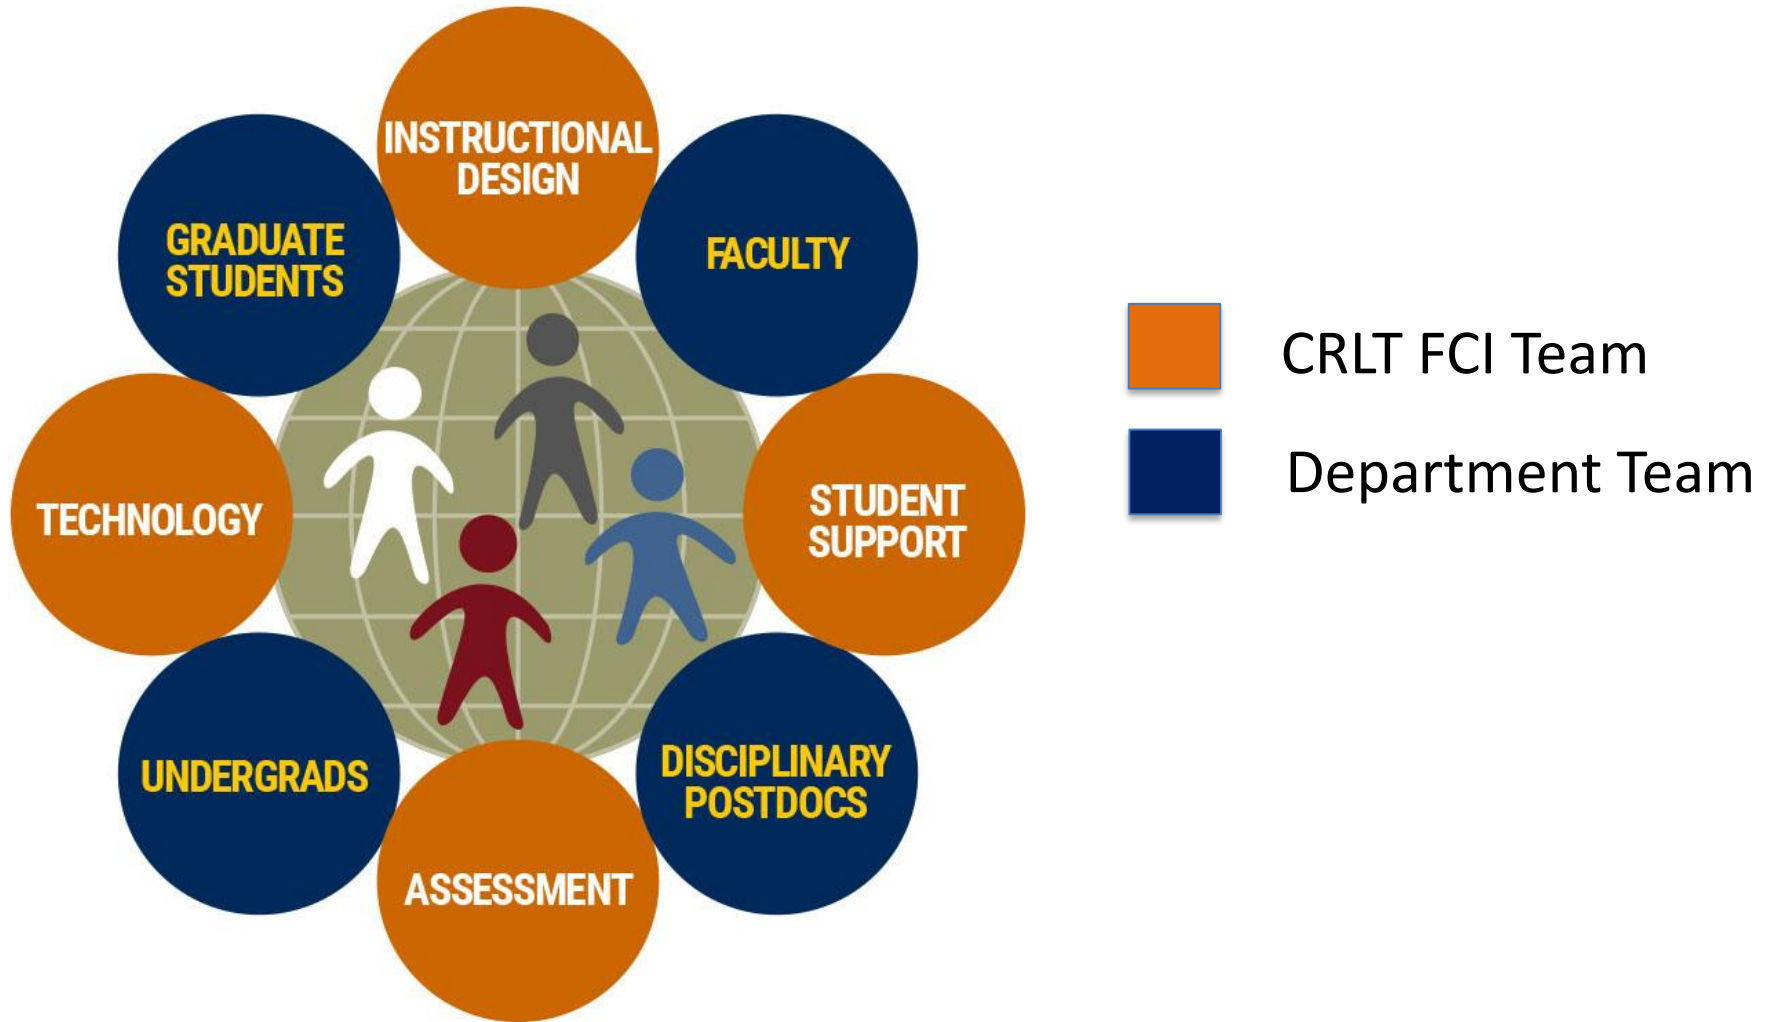 INSTRUCTIONAL
DESIGN
GRADUATE
STUDENTS
FACULTY
TECHNOLOGY
STUDENT
SUPPORT
UNDERGRADS
DISCIPLINARY
POSTDOCS
ASSESSMENT
CRLT FCI Team
Department Team